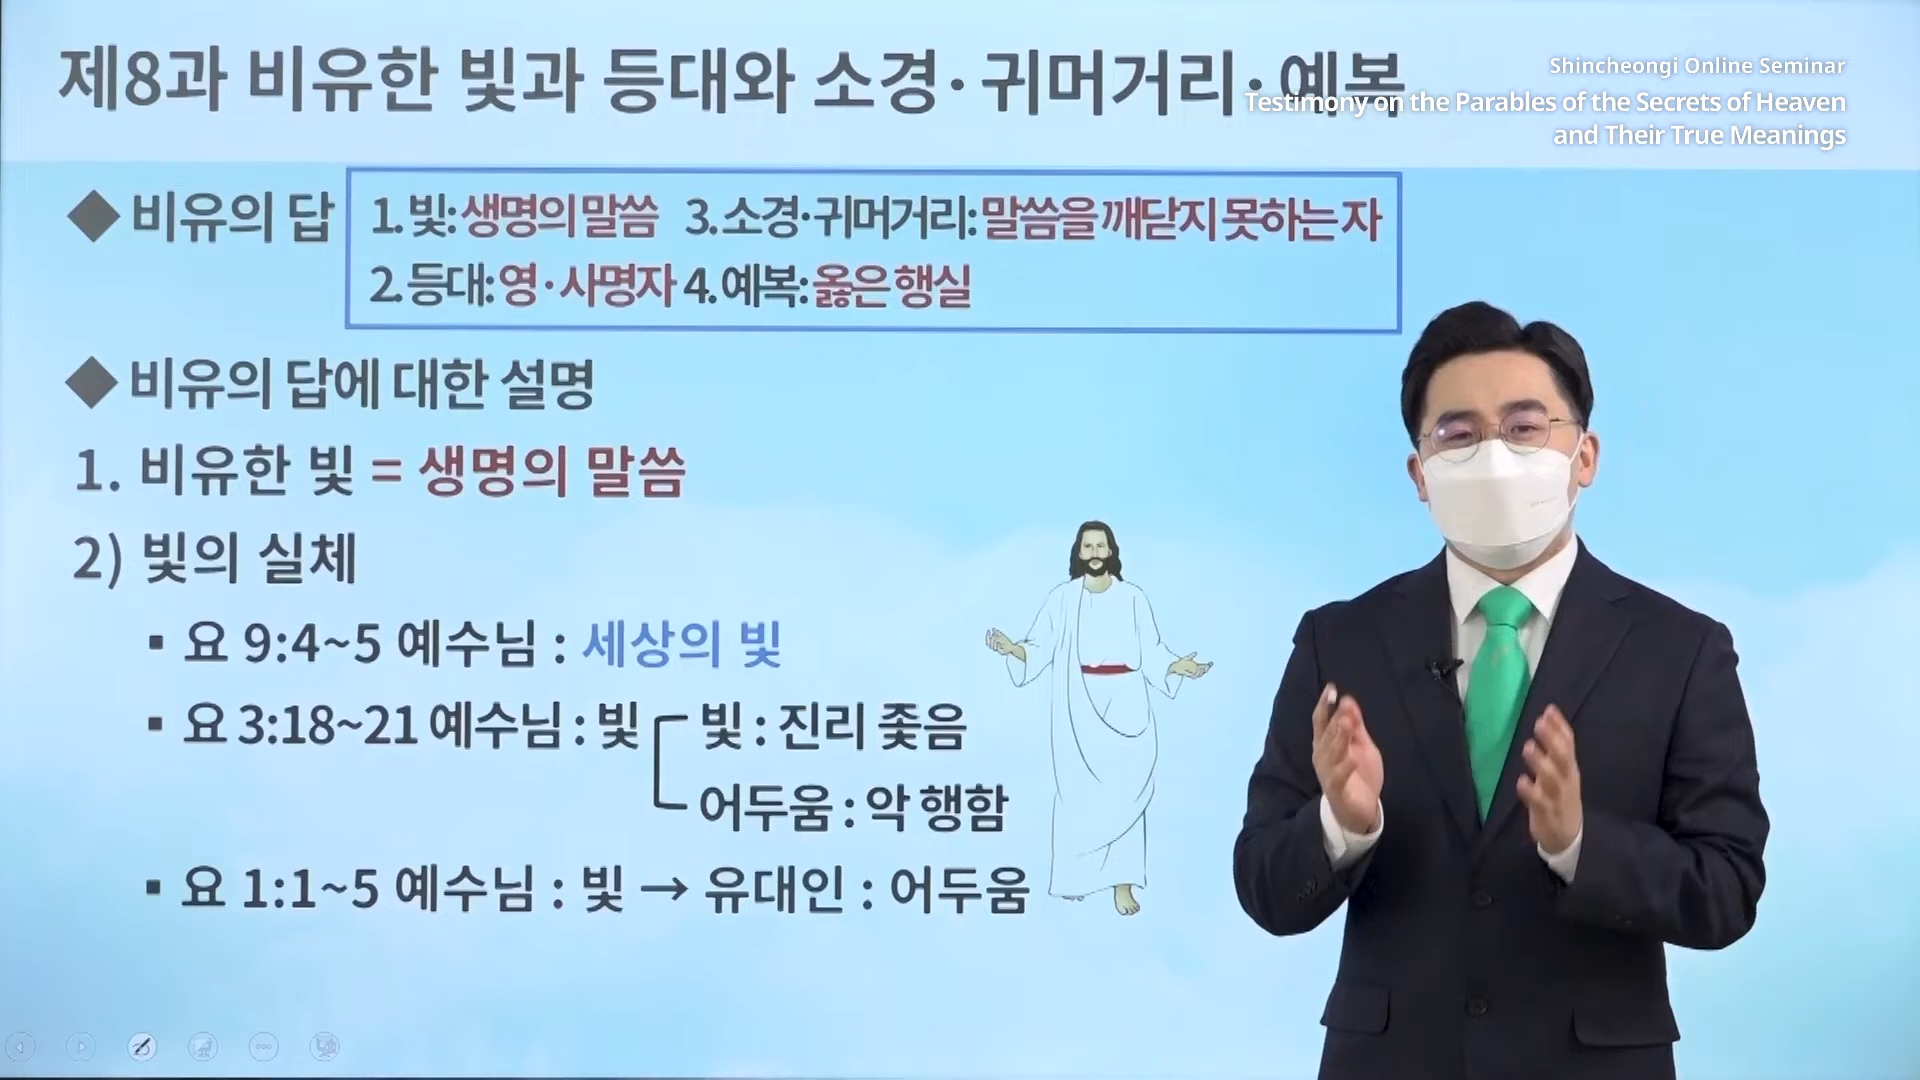 제8과 비유한 빛과 등대와 소경·귀머거리·예복
Shincheongi Online Seminar
Testimony on the Parables of the Secrets of Heaven
and Their True Meanings
◆ 비유의 답
1. 빛: 생명의 말씀 3. 소경·귀머거리: 말씀을 깨닫지 못하는 자
2. 등대: 영·사명자 4. 예복: 옳은 행실
◆ 비유의 답에 대한 설명
1. 비유한 빛 = 생명의 말씀
2) 빛의 실체
▪ 요 9:4~5 예수님 : 세상의 빛
▪ 요 3:18~21 예수님 : 빛 빛 : 진리 좇음
어두움 : 악 행함
▪ 요 1:1~5 예수님 : 빛 → 유대인 : 어두움